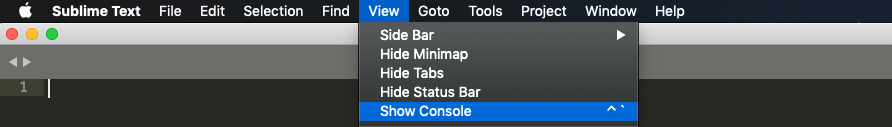 Sublime Text File Edit Selection Find View Goto Tools Project Window Help
Side Bar
Hide Minimap
Hide Tabs
1 Hide Status Bar
Show Console ^`